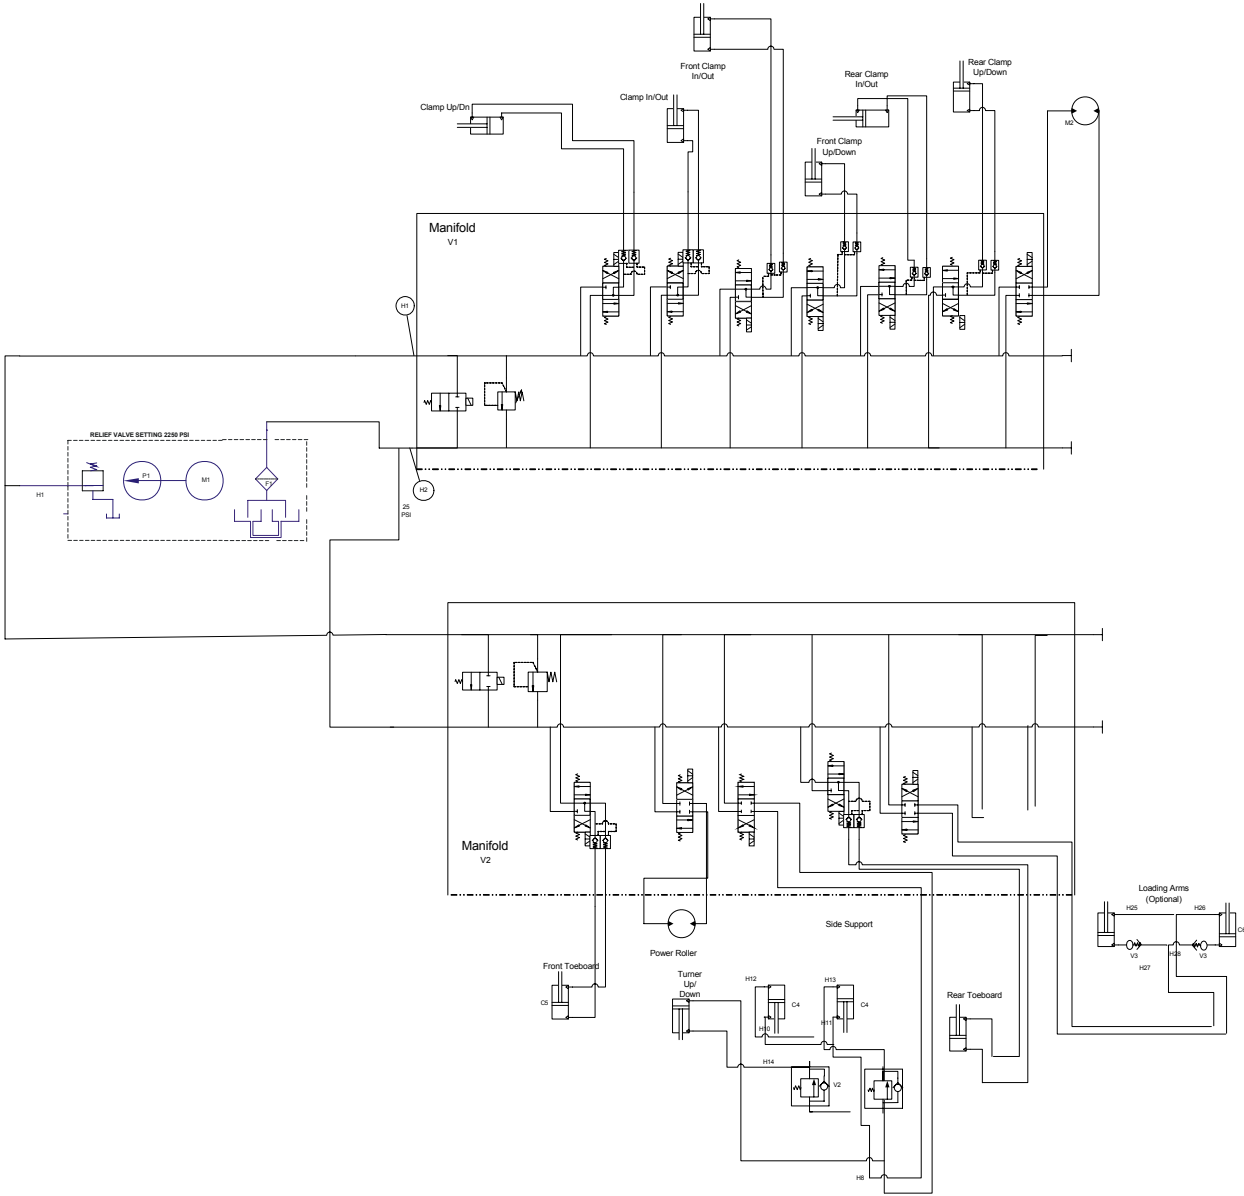 Front Clamp
In/Out
Rear Clamp
In/Out
Rear Clamp
Up/Down
Clamp Up/Dn
Clamp In/Out
M2
Front Clamp
Up/Down
Manifold
V1
H1
RELIEF VALVE SETTING 2250 PSI
P1
M1
F1
H1
H2
25
PSI
Manifold
V2
Loading Arms
(Optional)
H25
H26
C6
V3
H28
V3
H27
Side Support
Power Roller
Front Toeboard
C5
Turner
Up/
Down
H12
H13
C4
C4
H10
H11
Rear Toeboard
H14
V2
H8